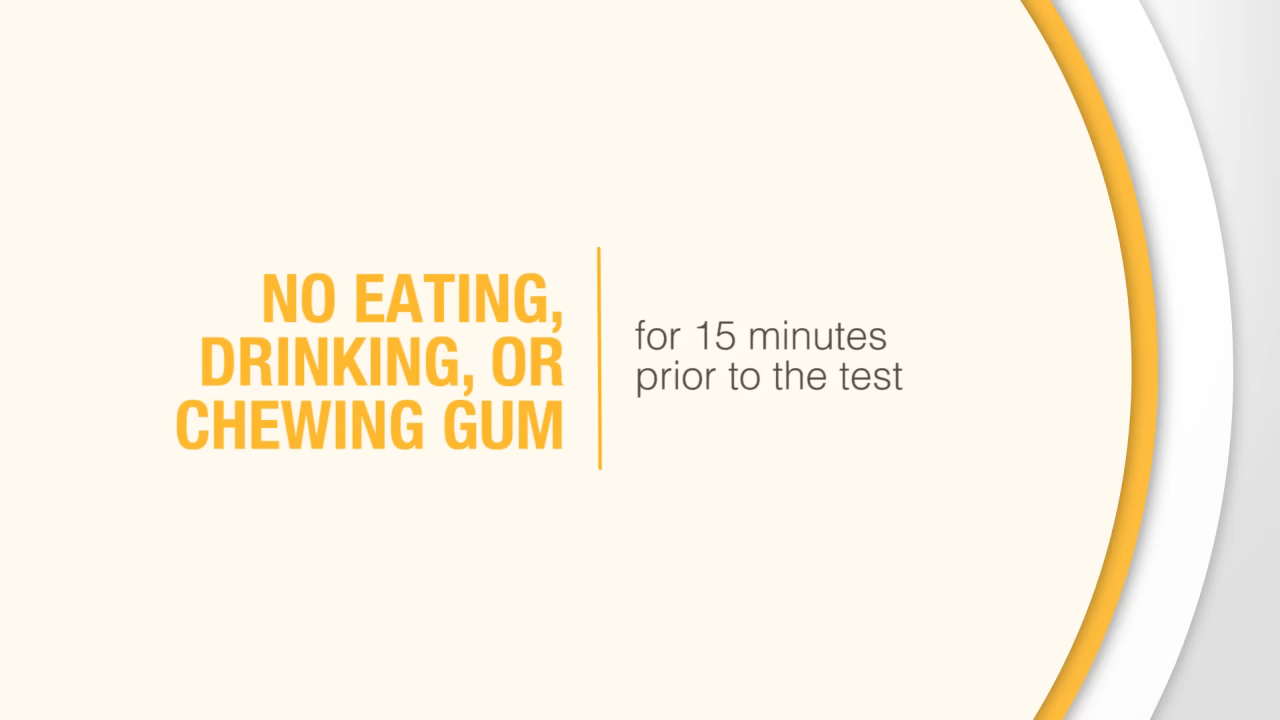 NO EATING,
DRINKING, OR
CHEWING GUM
for 15 minutes
prior to the test